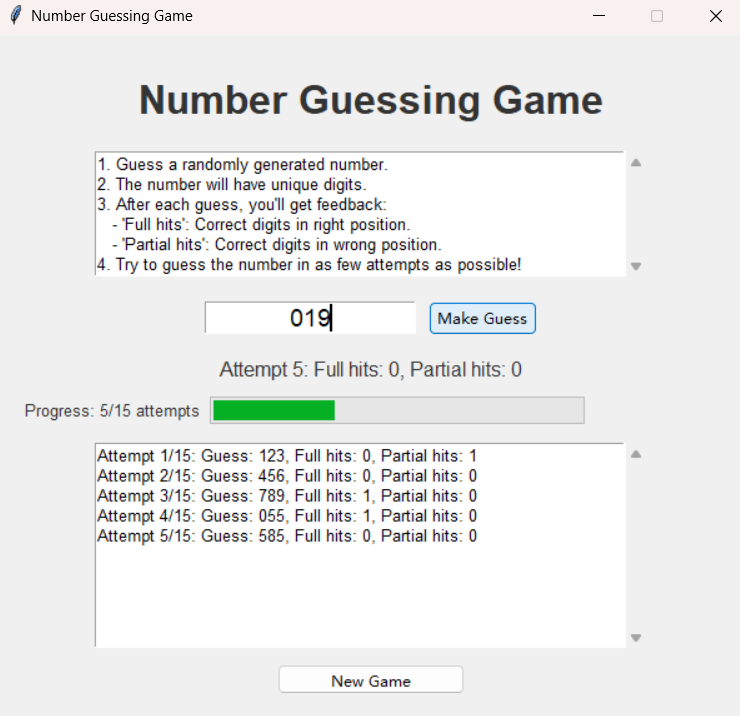 Number Guessing Game
Number Guessing Game
1. Guess a randomly generated number.
2. The number will have unique digits.
3. After each guess, you'll get feedback:
- 'Full hits': Correct digits in right position.
- 'Partial hits': Correct digits in wrong position.
4. Try to guess the number in as few attempts as possible!
019 Make Guess
Attempt 5: Full hits: 0, Partial hits: 0
Progress: 5/15 attempts
Attempt 1/15: Guess: 123, Full hits: 0, Partial hits: 1
Attempt 2/15: Guess: 456, Full hits: 0, Partial hits: 0
Attempt 3/15: Guess: 789, Full hits: 1, Partial hits: 0
Attempt 4/15: Guess: 055, Full hits: 1, Partial hits: 0
Attempt 5/15: Guess: 585, Full hits: 0, Partial hits: 0
New Game